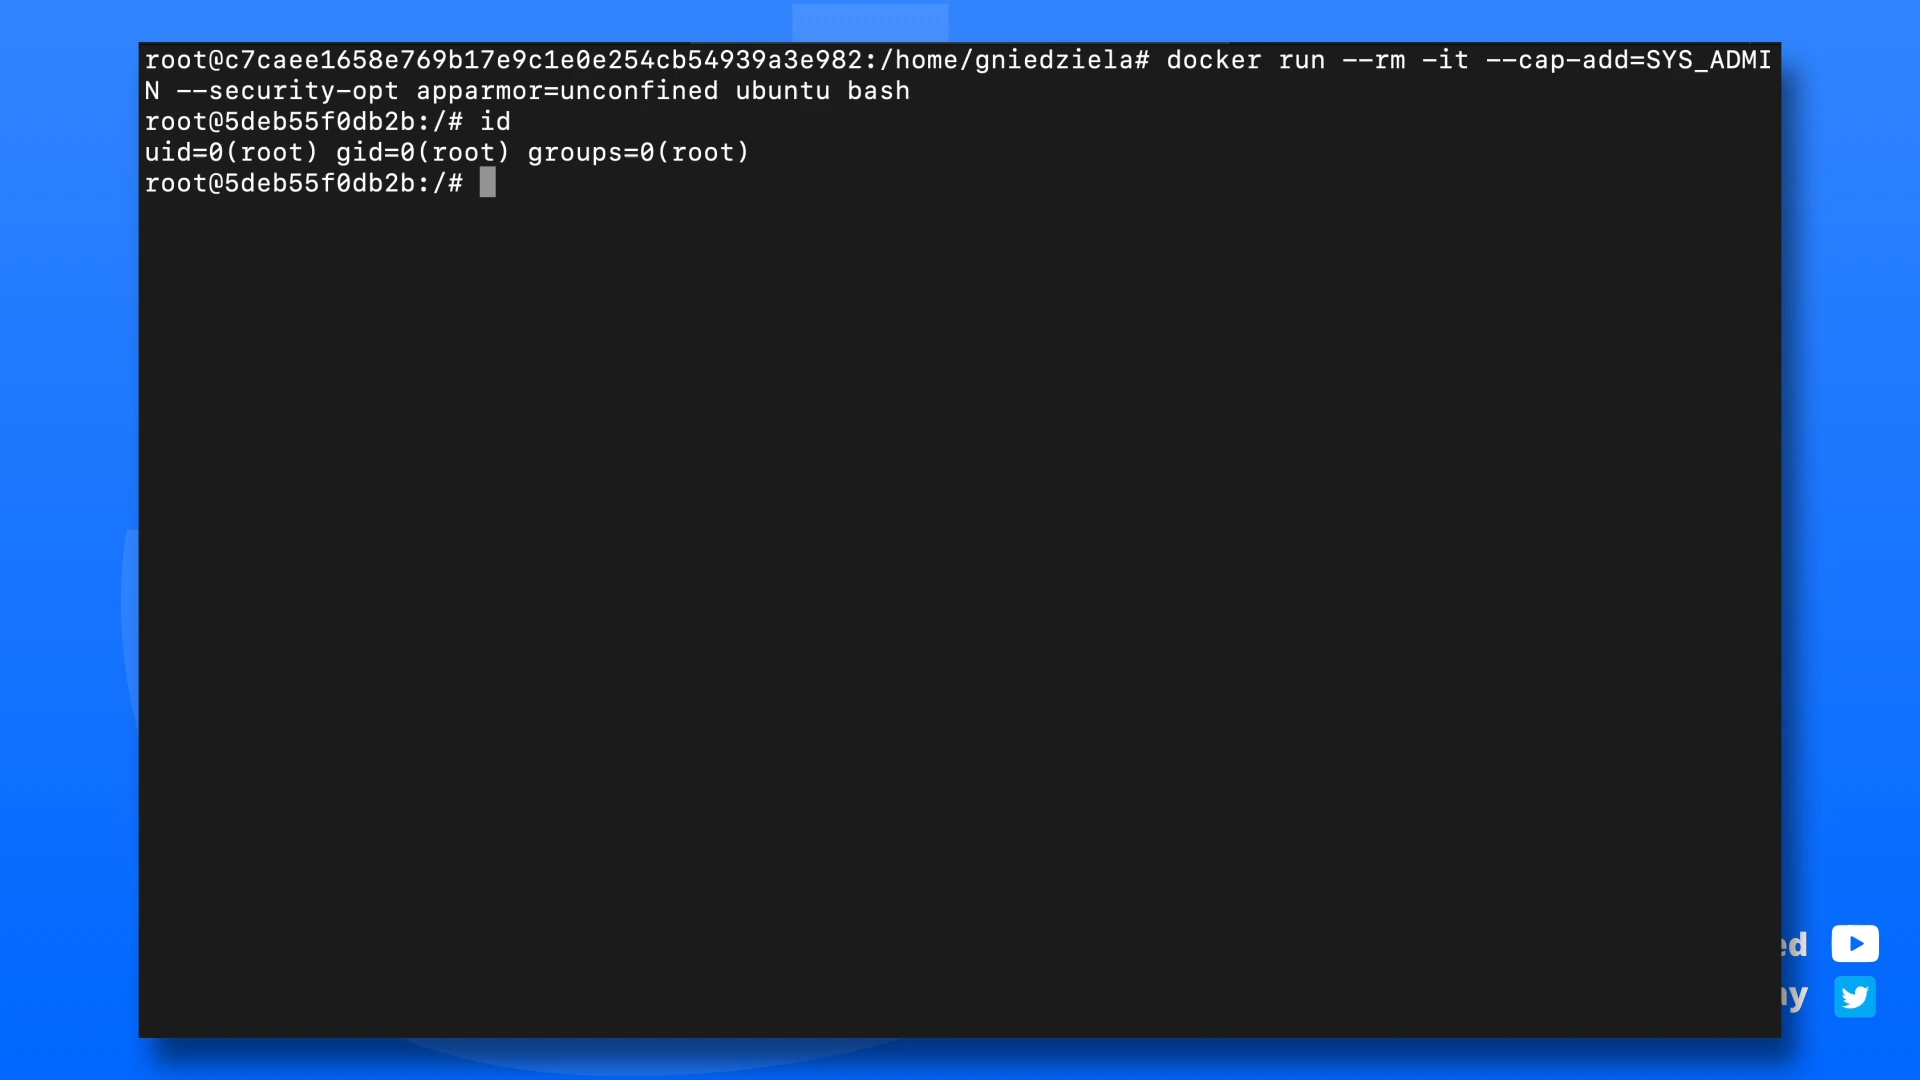 root@c7caee1658e769b17e9c1e0e254cb54939a3e982:/home/gniedziela# docker run --rm -it --cap-add=SYS_ADMI
N --security-opt apparmor=unconfined ubuntu bash
root@5deb55f0db2b:/# id
uid=0(root) gid=0(root) groups=0(root)
root@5deb55f0db2b:/#